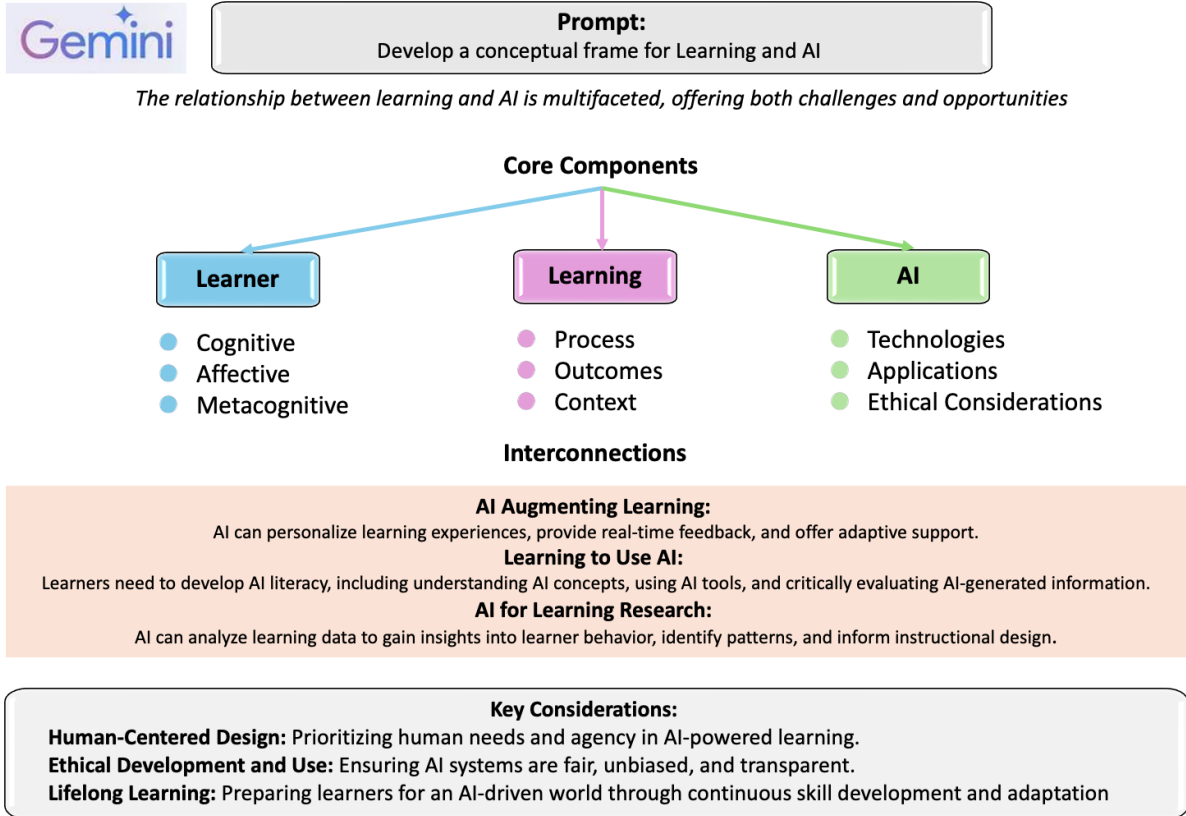 Gemini
Prompt:
Develop a conceptual frame for Learning and AI
The relationship between learning and AI is multifaceted, offering both challenges and opportunities
Core Components
Learner
Cognitive
Affective
Metacognitive
Learning
Process
Outcomes
Context
AI
Technologies
Applications
Ethical Considerations
Interconnections
AI Augmenting Learning:
AI can personalize learning experiences, provide real-time feedback, and offer adaptive support.
Learning to Use AI:
Learners need to develop AI literacy, including understanding AI concepts, using AI tools, and critically evaluating AI-generated information.
AI for Learning Research:
AI can analyze learning data to gain insights into learner behavior, identify patterns, and inform instructional design.
Key Considerations:
Human-Centered Design: Prioritizing human needs and agency in AI-powered learning.
Ethical Development and Use: Ensuring AI systems are fair, unbiased, and transparent.
Lifelong Learning: Preparing learners for an AI-driven world through continuous skill development and adaptation